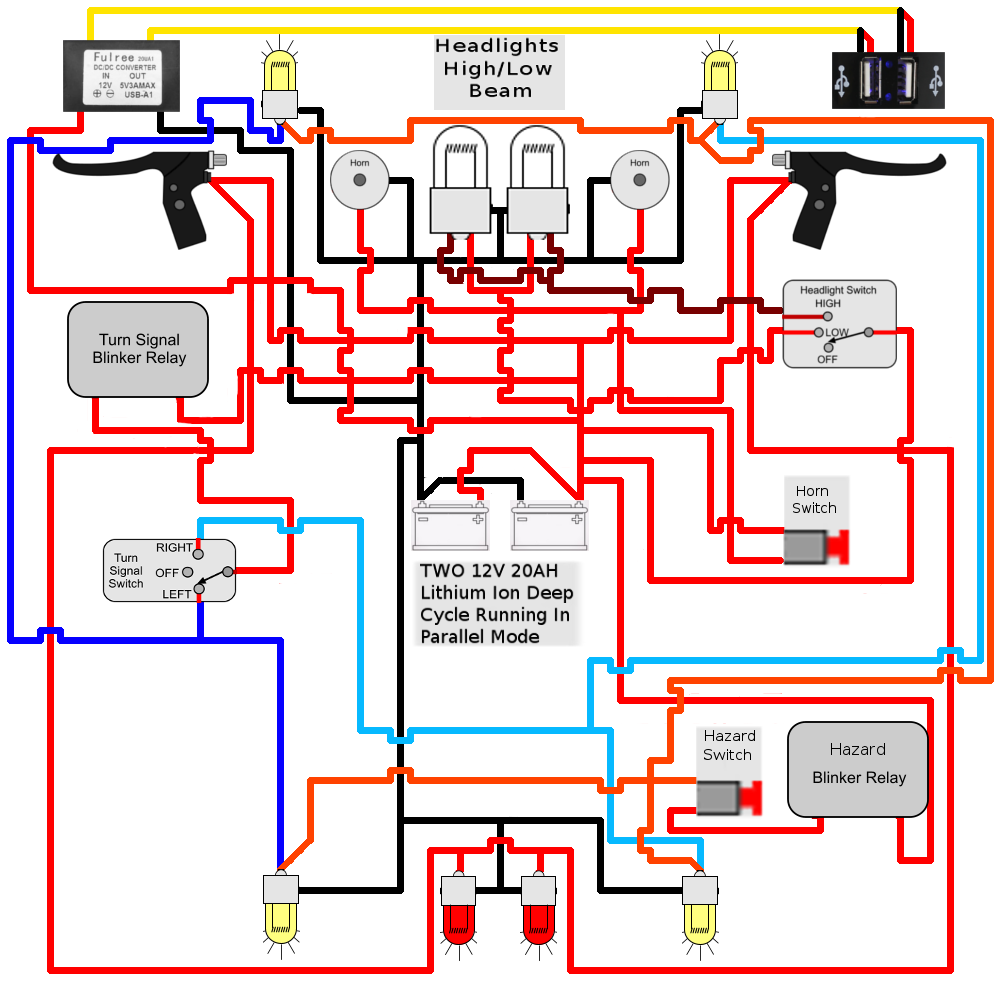 Fulree 20VA1
DC/DC CONVERTER
IN OUT
12V 5V3AMAX
⊕ ⊖ USB-A1
Headlights
High/Low
Beam
Horn
Horn
Headlight Switch
HIGH
LOW
OFF
Turn Signal
Blinker Relay
Horn
Switch
RIGHT
Turn
Signal
Switch
OFF
LEFT
TWO 12V 20AH
Lithium Ion Deep
Cycle Running In
Parallel Mode
Hazard
Switch
Hazard
Blinker Relay